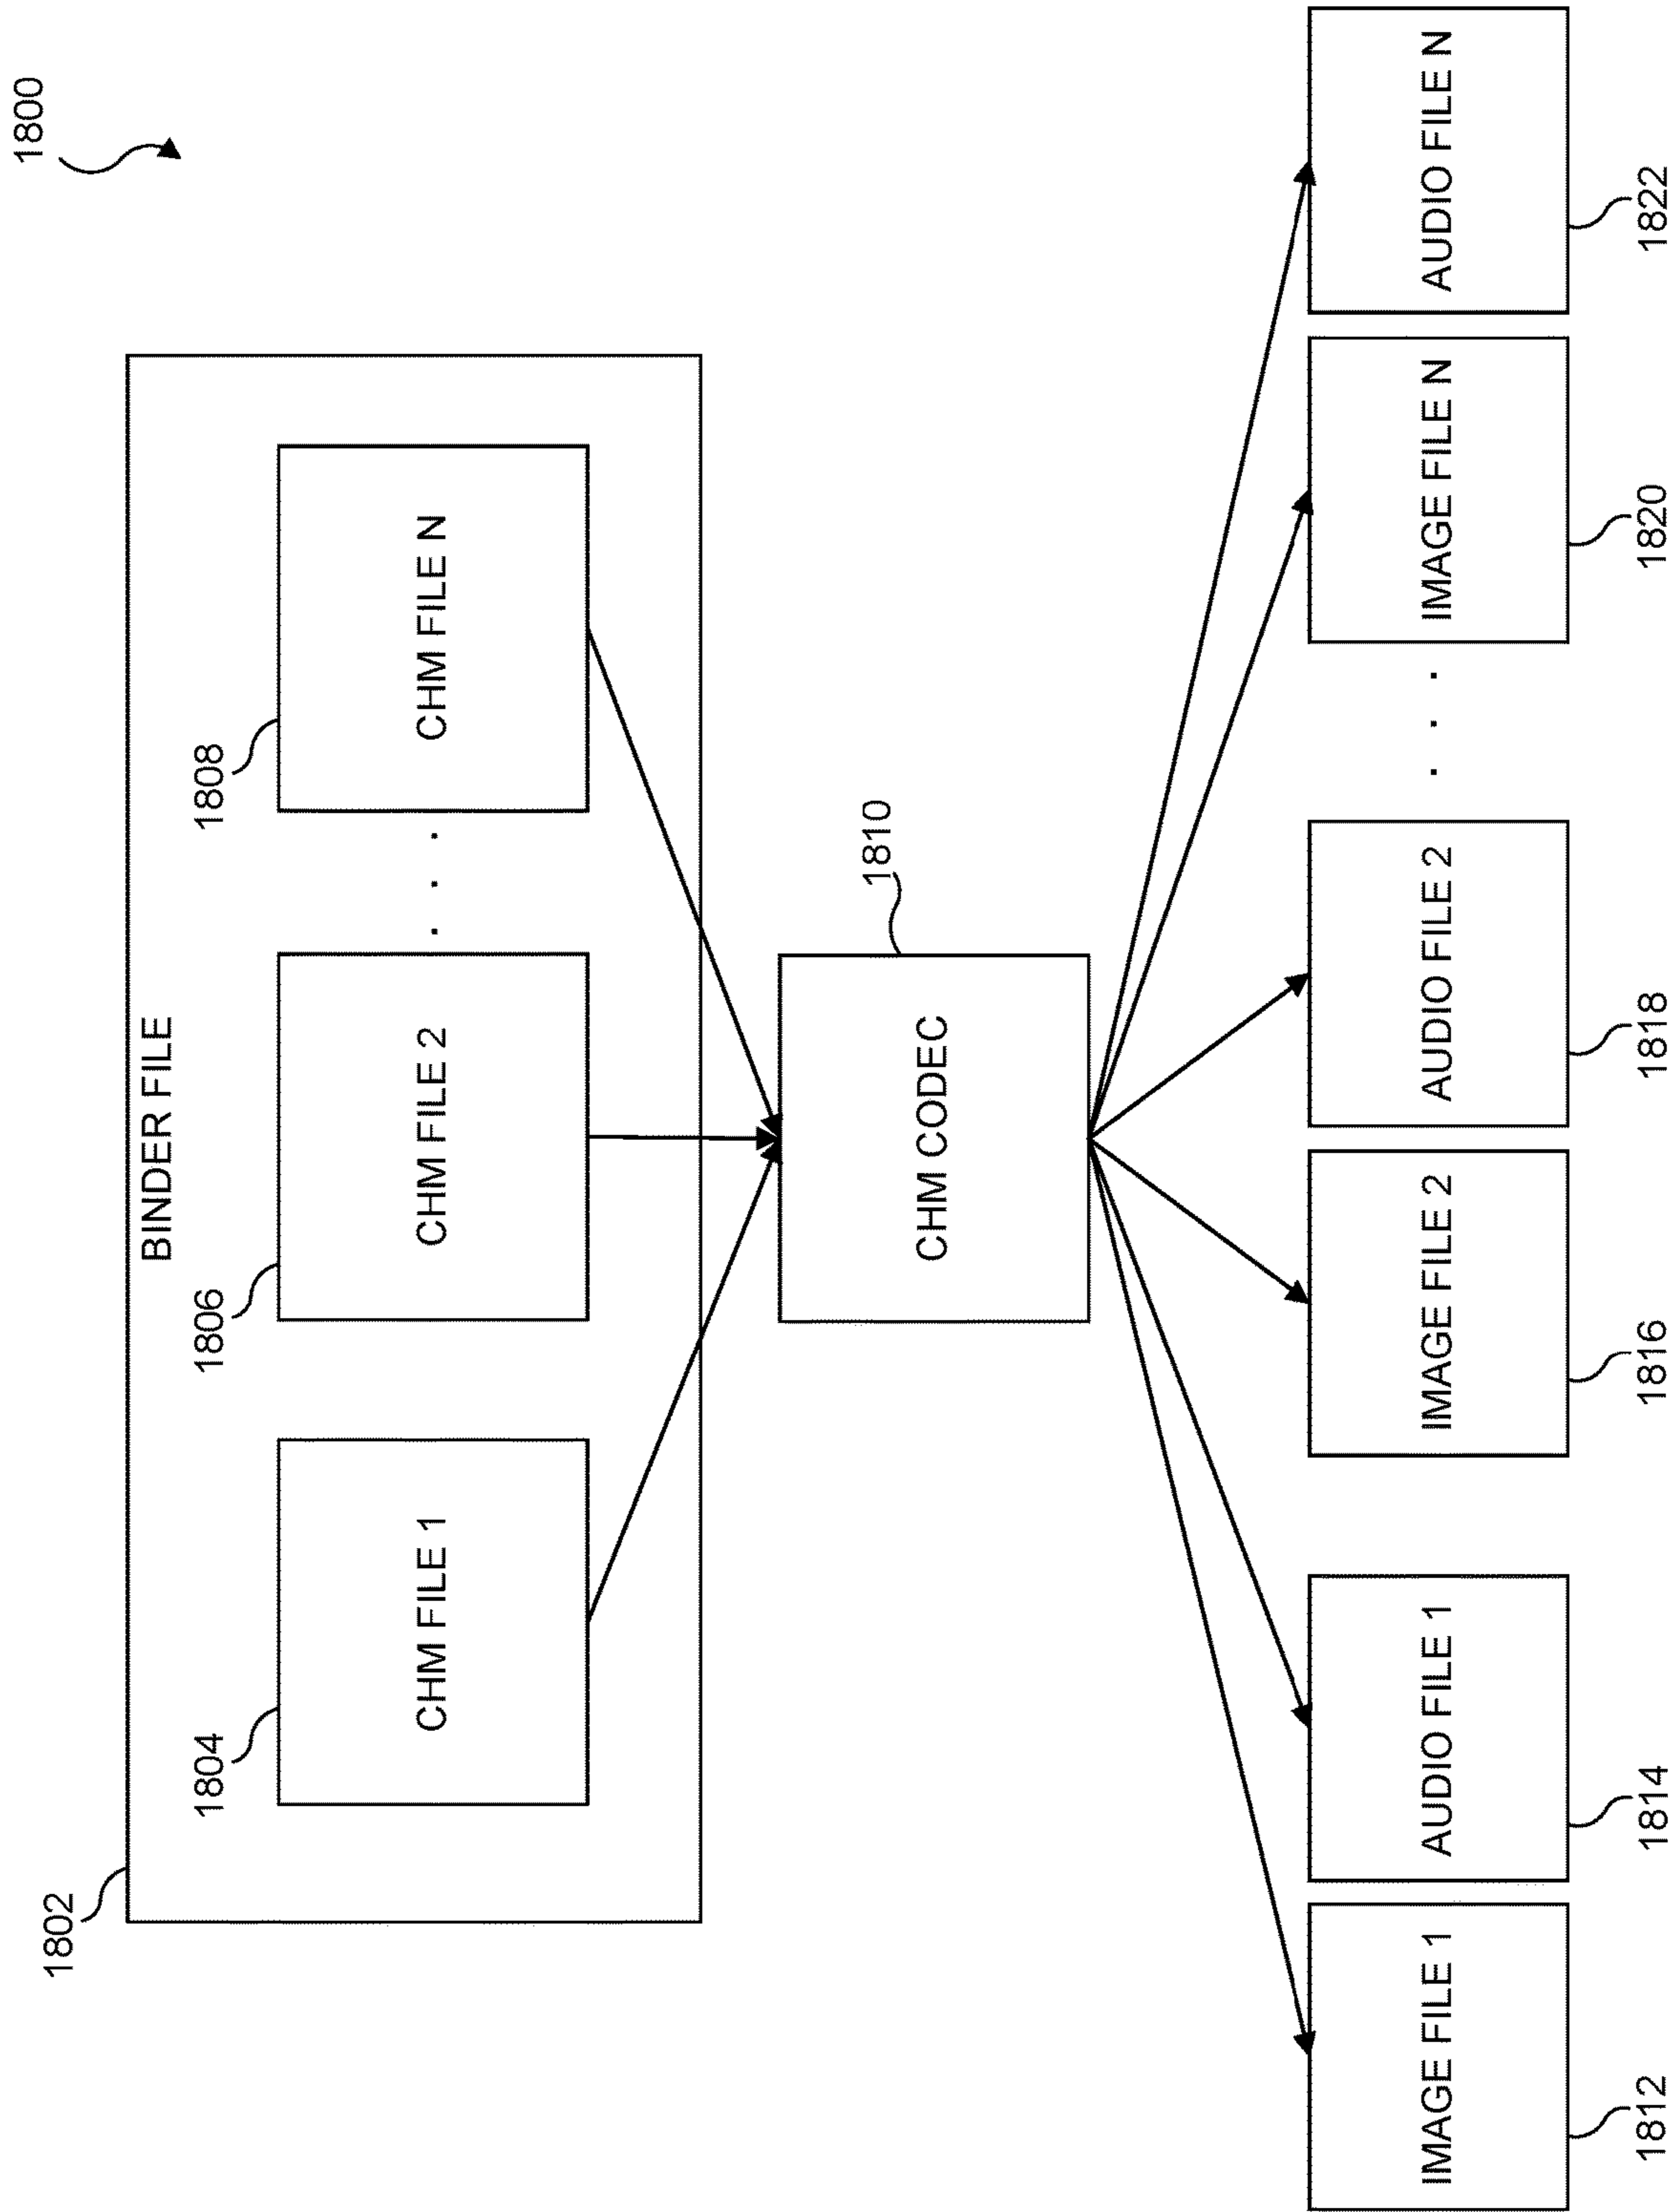 1800
1802
BINDER FILE
1804
1806
1808
CHM FILE 1
CHM FILE 2
. . .
CHM FILE N
1810
CHM CODEC
IMAGE FILE 1
AUDIO FILE 1
IMAGE FILE 2
AUDIO FILE 2
. . .
IMAGE FILE N
AUDIO FILE N
1812
1814
1816
1818
1820
1822